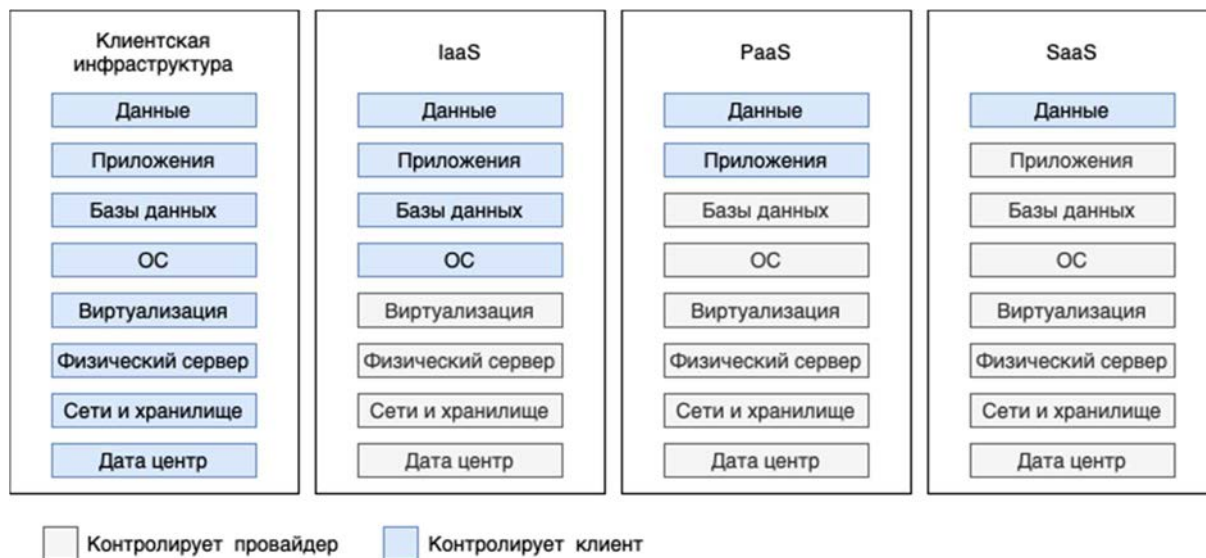 Клиентская
инфраструктура
Данные
Приложения
Базы данных
ОС
Виртуализация
Физический сервер
Сети и хранилище
Дата центр
IaaS
Данные
Приложения
Базы данных
ОС
Виртуализация
Физический сервер
Сети и хранилище
Дата центр
PaaS
Данные
Приложения
Базы данных
ОС
Виртуализация
Физический сервер
Сети и хранилище
Дата центр
SaaS
Данные
Приложения
Базы данных
ОС
Виртуализация
Физический сервер
Сети и хранилище
Дата центр
Контролирует провайдер
Контролирует клиент